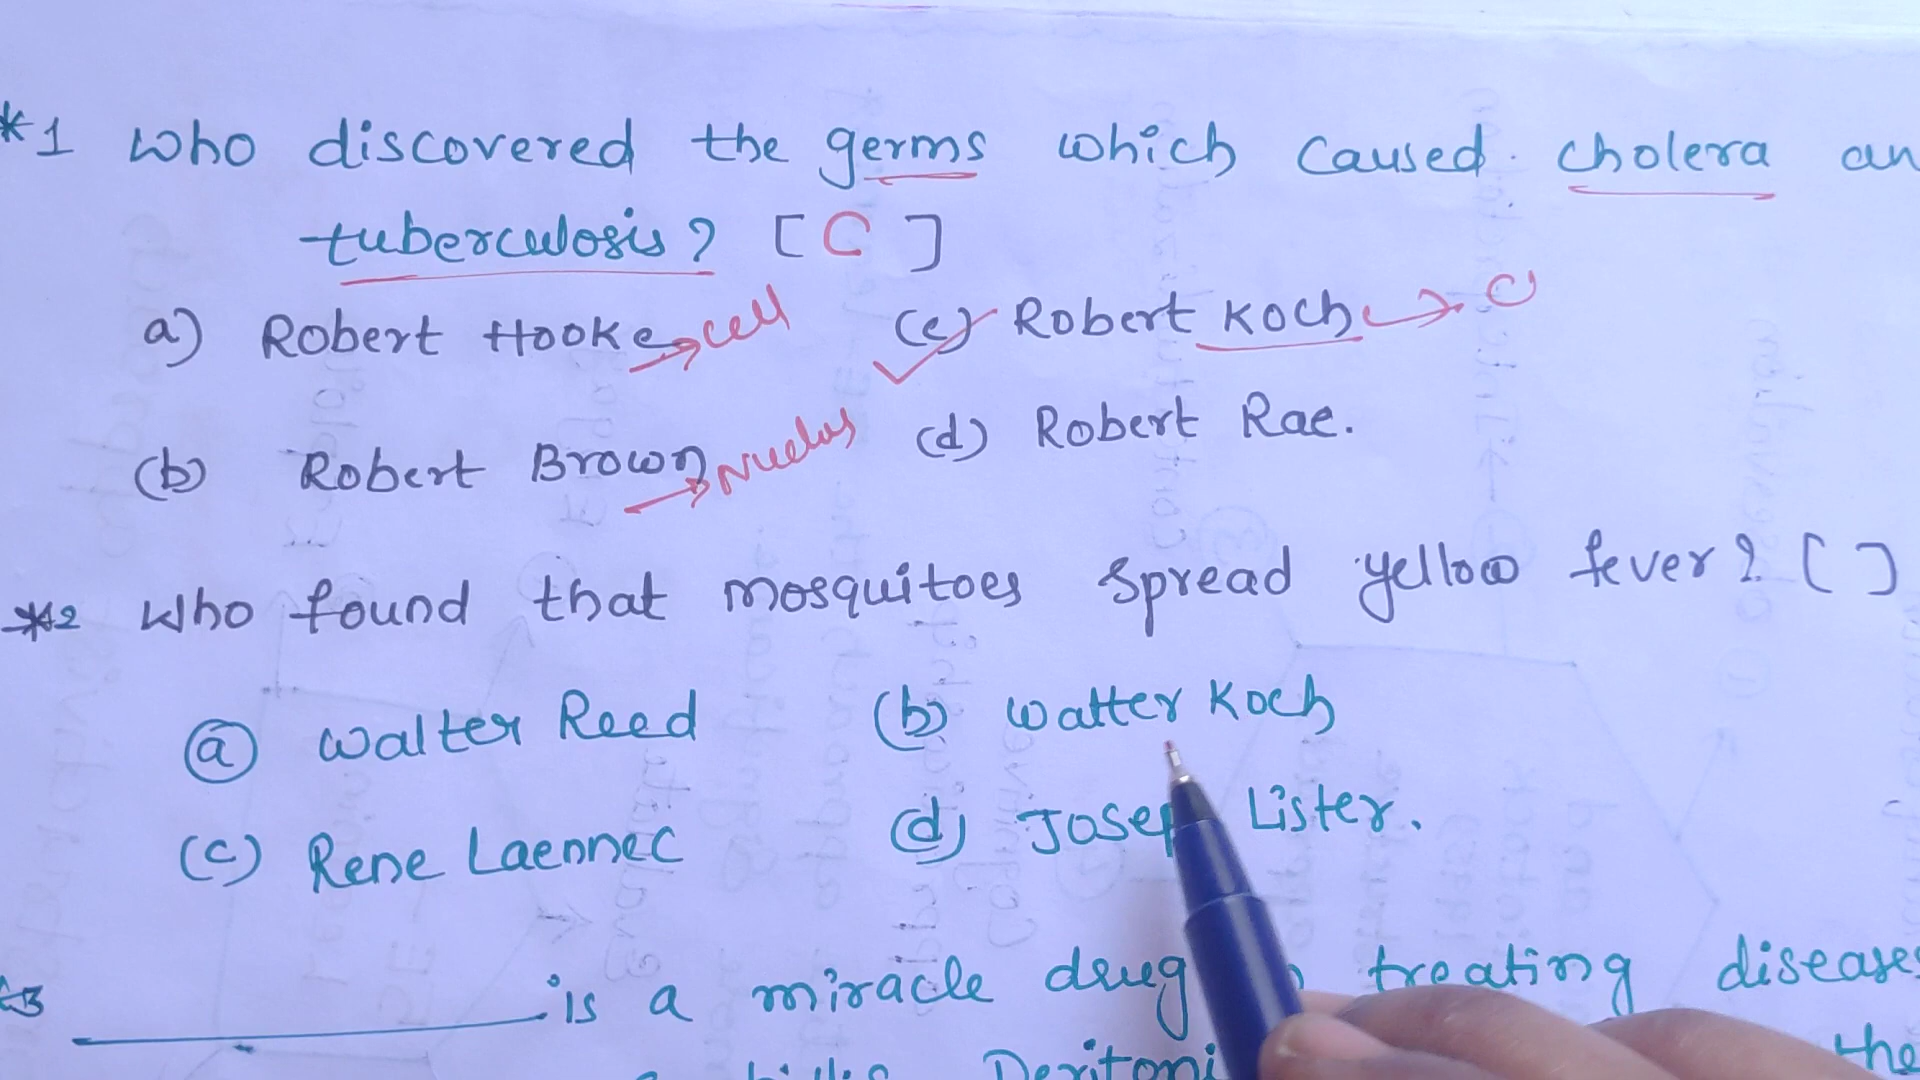 *1 Who discovered the germs which caused cholera an
tuberculosis? [C]
a) Robert Hooke → cell (c) Robert Koch → C
(b) Robert Brown → Nucleus (d) Robert Rae.
*2 Who found that mosquitoes spread yellow fever? [ ]
(a) Walter Reed (b) Walter Koch
(c) Rene Laennec (d) Josep Lister.
3 is a miracle drug treating diseases
the